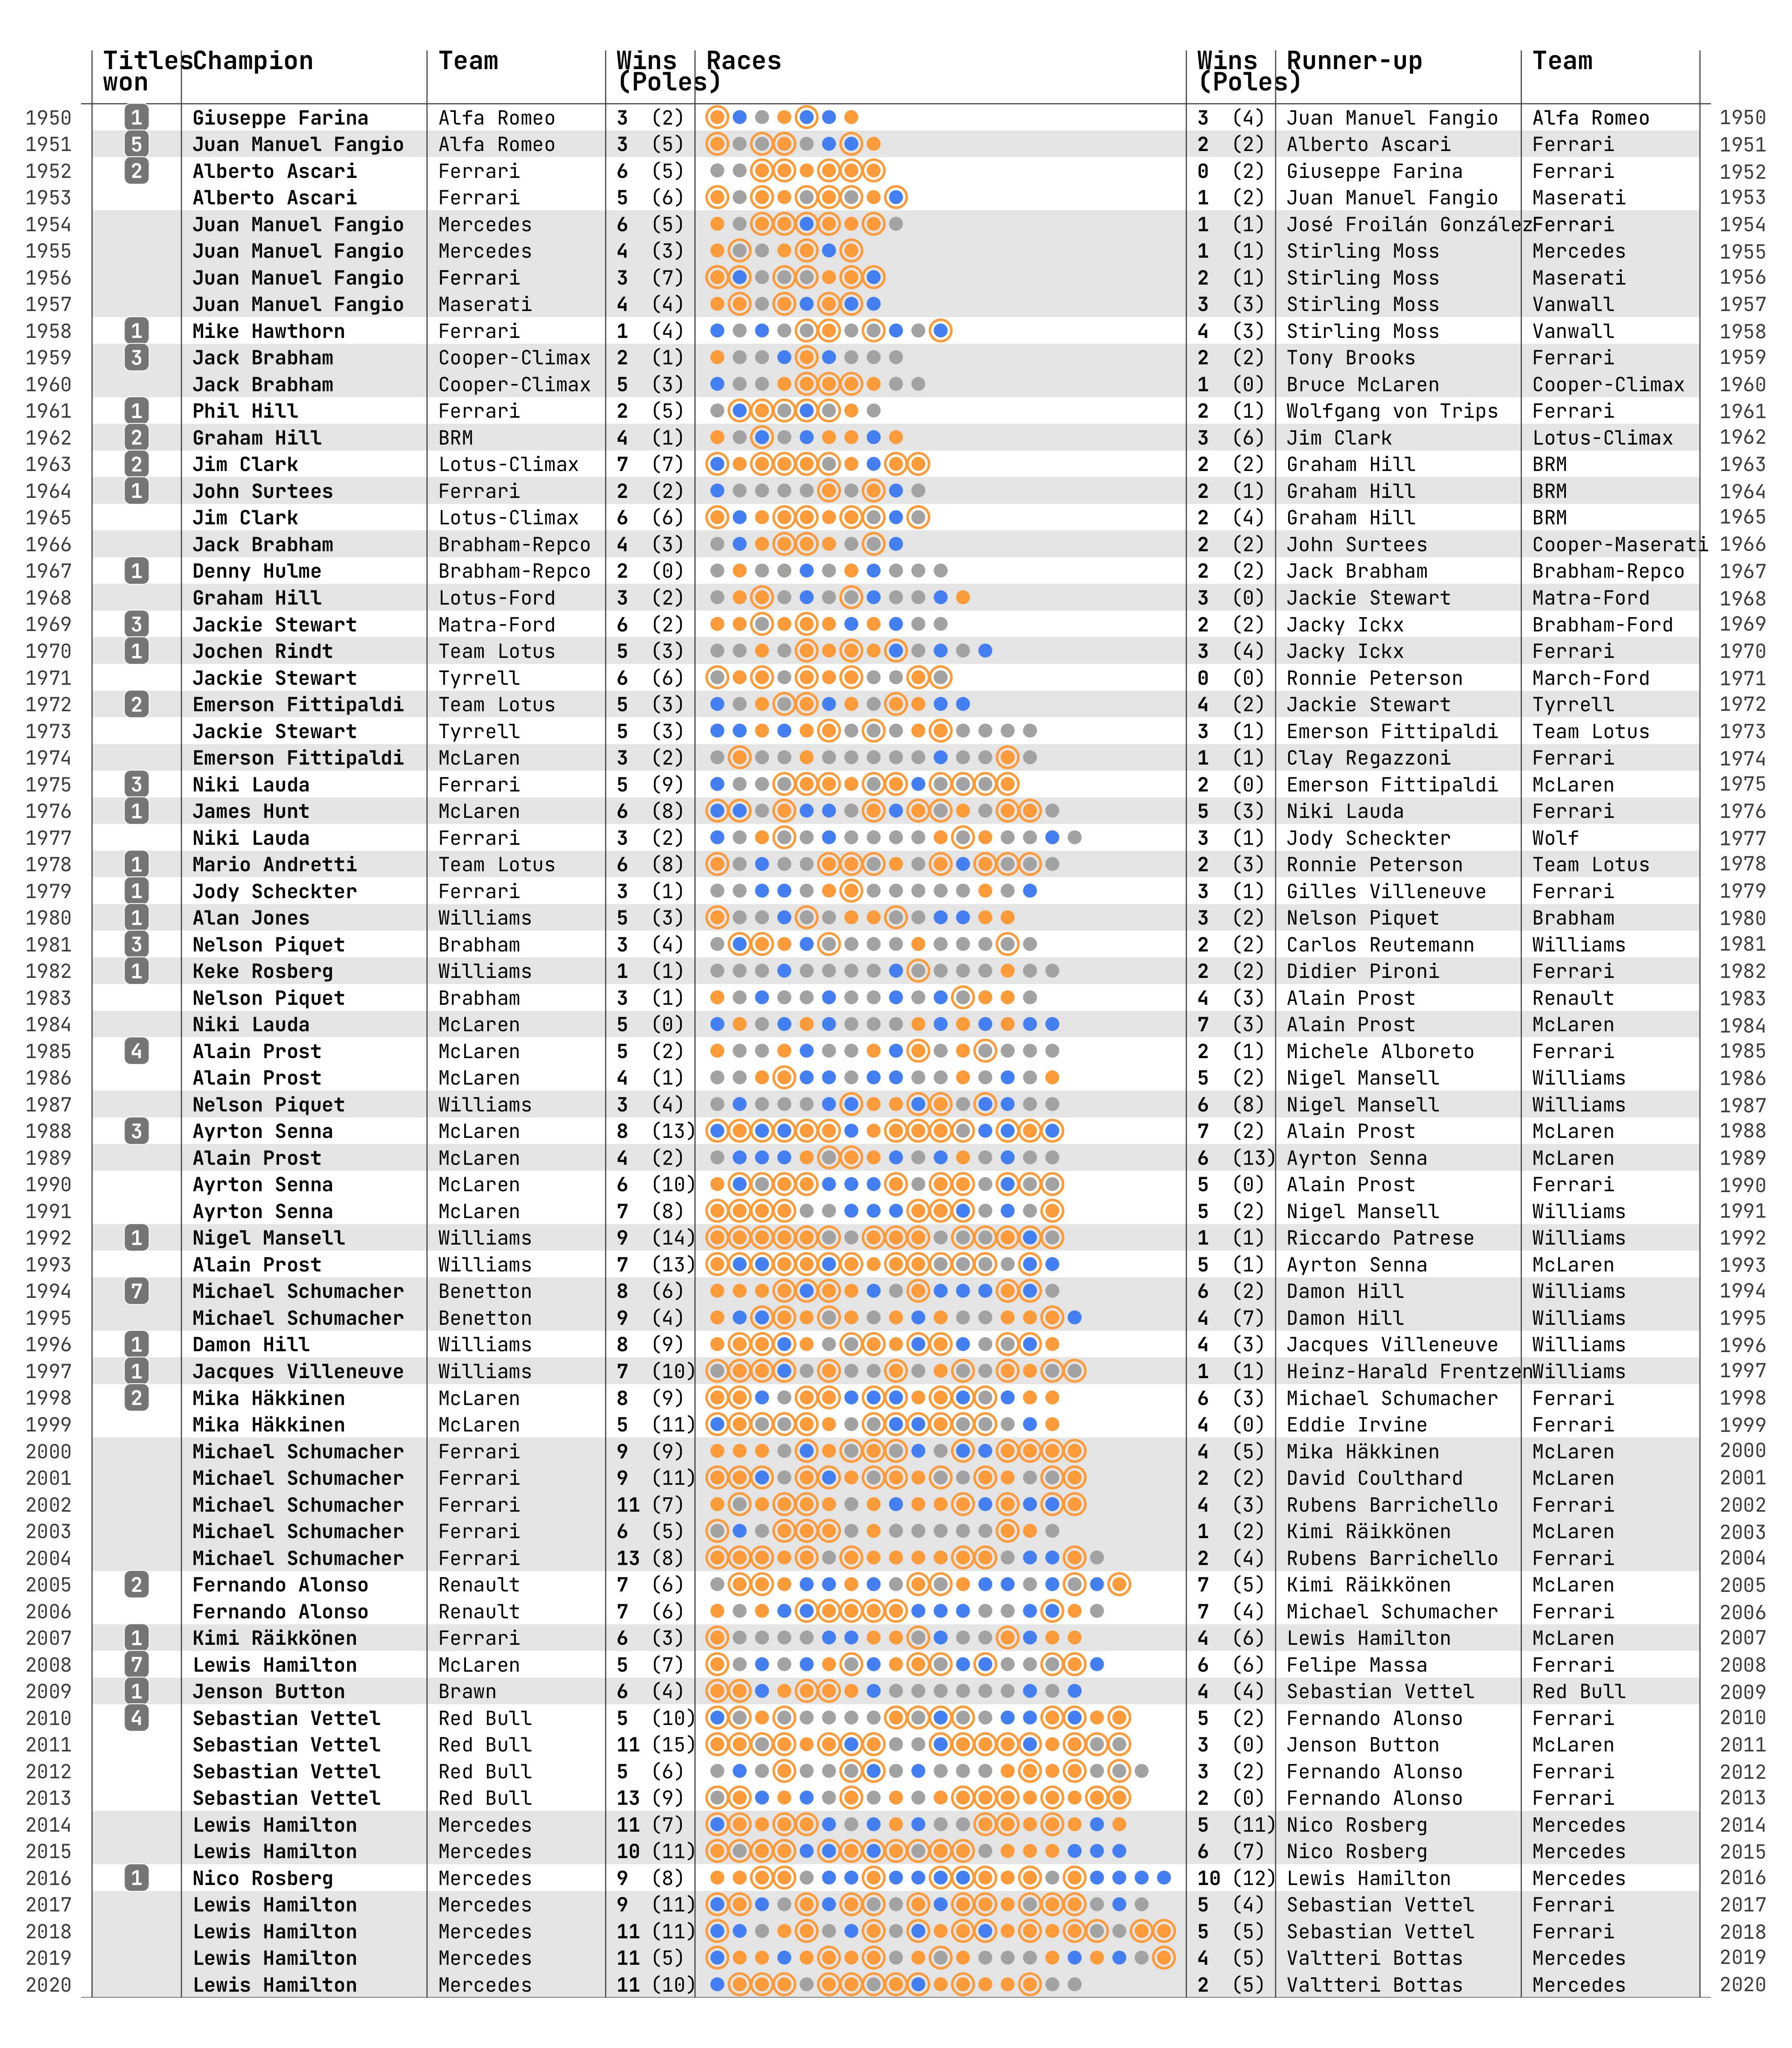 Titles won Champion Team Wins (Poles) Races Wins (Poles) Runner-up Team
1950 1 Giuseppe Farina Alfa Romeo 3 (2) 3 (4) Juan Manuel Fangio Alfa Romeo 1950
1951 5 Juan Manuel Fangio Alfa Romeo 3 (5) 2 (2) Alberto Ascari Ferrari 1951
1952 2 Alberto Ascari Ferrari 6 (5) 0 (2) Giuseppe Farina Ferrari 1952
1953 Alberto Ascari Ferrari 5 (6) 1 (2) Juan Manuel Fangio Maserati 1953
1954 Juan Manuel Fangio Mercedes 6 (5) 1 (1) José Froilán González Ferrari 1954
1955 Juan Manuel Fangio Mercedes 4 (3) 1 (1) Stirling Moss Mercedes 1955
1956 Juan Manuel Fangio Ferrari 3 (7) 2 (1) Stirling Moss Maserati 1956
1957 Juan Manuel Fangio Maserati 4 (4) 3 (3) Stirling Moss Vanwall 1957
1958 1 Mike Hawthorn Ferrari 1 (4) 4 (3) Stirling Moss Vanwall 1958
1959 3 Jack Brabham Cooper-Climax 2 (1) 2 (2) Tony Brooks Ferrari 1959
1960 Jack Brabham Cooper-Climax 5 (3) 1 (0) Bruce McLaren Cooper-Climax 1960
1961 1 Phil Hill Ferrari 2 (5) 2 (1) Wolfgang von Trips Ferrari 1961
1962 2 Graham Hill BRM 4 (1) 3 (6) Jim Clark Lotus-Climax 1962
1963 2 Jim Clark Lotus-Climax 7 (7) 2 (2) Graham Hill BRM 1963
1964 1 John Surtees Ferrari 2 (2) 2 (1) Graham Hill BRM 1964
1965 Jim Clark Lotus-Climax 6 (6) 2 (4) Graham Hill BRM 1965
1966 Jack Brabham Brabham-Repco 4 (3) 2 (2) John Surtees Cooper-Maserati 1966
1967 1 Denny Hulme Brabham-Repco 2 (0) 2 (2) Jack Brabham Brabham-Repco 1967
1968 Graham Hill Lotus-Ford 3 (2) 3 (0) Jackie Stewart Matra-Ford 1968
1969 3 Jackie Stewart Matra-Ford 6 (2) 2 (2) Jacky Ickx Brabham-Ford 1969
1970 1 Jochen Rindt Team Lotus 5 (3) 3 (4) Jacky Ickx Ferrari 1970
1971 Jackie Stewart Tyrrell 6 (6) 0 (0) Ronnie Peterson March-Ford 1971
1972 2 Emerson Fittipaldi Team Lotus 5 (3) 4 (2) Jackie Stewart Tyrrell 1972
1973 Jackie Stewart Tyrrell 5 (3) 3 (1) Emerson Fittipaldi Team Lotus 1973
1974 Emerson Fittipaldi McLaren 3 (2) 1 (1) Clay Regazzoni Ferrari 1974
1975 3 Niki Lauda Ferrari 5 (9) 2 (0) Emerson Fittipaldi McLaren 1975
1976 1 James Hunt McLaren 6 (8) 5 (3) Niki Lauda Ferrari 1976
1977 Niki Lauda Ferrari 3 (2) 3 (1) Jody Scheckter Wolf 1977
1978 1 Mario Andretti Team Lotus 6 (8) 2 (3) Ronnie Peterson Team Lotus 1978
1979 1 Jody Scheckter Ferrari 3 (1) 3 (1) Gilles Villeneuve Ferrari 1979
1980 1 Alan Jones Williams 5 (3) 3 (2) Nelson Piquet Brabham 1980
1981 3 Nelson Piquet Brabham 3 (4) 2 (2) Carlos Reutemann Williams 1981
1982 1 Keke Rosberg Williams 1 (1) 2 (2) Didier Pironi Ferrari 1982
1983 Nelson Piquet Brabham 3 (1) 4 (3) Alain Prost Renault 1983
1984 Niki Lauda McLaren 5 (0) 7 (3) Alain Prost McLaren 1984
1985 4 Alain Prost McLaren 5 (2) 2 (1) Michele Alboreto Ferrari 1985
1986 Alain Prost McLaren 4 (1) 5 (2) Nigel Mansell Williams 1986
1987 Nelson Piquet Williams 3 (4) 6 (8) Nigel Mansell Williams 1987
1988 3 Ayrton Senna McLaren 8 (13) 7 (2) Alain Prost McLaren 1988
1989 Alain Prost McLaren 4 (2) 6 (13) Ayrton Senna McLaren 1989
1990 Ayrton Senna McLaren 6 (10) 5 (0) Alain Prost Ferrari 1990
1991 Ayrton Senna McLaren 7 (8) 5 (2) Nigel Mansell Williams 1991
1992 1 Nigel Mansell Williams 9 (14) 1 (1) Riccardo Patrese Williams 1992
1993 Alain Prost Williams 7 (13) 5 (1) Ayrton Senna McLaren 1993
1994 7 Michael Schumacher Benetton 8 (6) 6 (2) Damon Hill Williams 1994
1995 Michael Schumacher Benetton 9 (4) 4 (7) Damon Hill Williams 1995
1996 1 Damon Hill Williams 8 (9) 4 (3) Jacques Villeneuve Williams 1996
1997 1 Jacques Villeneuve Williams 7 (10) 1 (1) Heinz-Harald Frentzen Williams 1997
1998 2 Mika Häkkinen McLaren 8 (9) 6 (3) Michael Schumacher Ferrari 1998
1999 Mika Häkkinen McLaren 5 (11) 4 (0) Eddie Irvine Ferrari 1999
2000 Michael Schumacher Ferrari 9 (9) 4 (5) Mika Häkkinen McLaren 2000
2001 Michael Schumacher Ferrari 9 (11) 2 (2) David Coulthard McLaren 2001
2002 Michael Schumacher Ferrari 11 (7) 4 (3) Rubens Barrichello Ferrari 2002
2003 Michael Schumacher Ferrari 6 (5) 1 (2) Kimi Räikkönen McLaren 2003
2004 Michael Schumacher Ferrari 13 (8) 2 (4) Rubens Barrichello Ferrari 2004
2005 2 Fernando Alonso Renault 7 (6) 7 (5) Kimi Räikkönen McLaren 2005
2006 Fernando Alonso Renault 7 (6) 7 (4) Michael Schumacher Ferrari 2006
2007 1 Kimi Räikkönen Ferrari 6 (3) 4 (6) Lewis Hamilton McLaren 2007
2008 7 Lewis Hamilton McLaren 5 (7) 6 (6) Felipe Massa Ferrari 2008
2009 1 Jenson Button Brawn 6 (4) 4 (4) Sebastian Vettel Red Bull 2009
2010 4 Sebastian Vettel Red Bull 5 (10) 5 (2) Fernando Alonso Ferrari 2010
2011 Sebastian Vettel Red Bull 11 (15) 3 (0) Jenson Button McLaren 2011
2012 Sebastian Vettel Red Bull 5 (6) 3 (2) Fernando Alonso Ferrari 2012
2013 Sebastian Vettel Red Bull 13 (9) 2 (0) Fernando Alonso Ferrari 2013
2014 Lewis Hamilton Mercedes 11 (7) 5 (11) Nico Rosberg Mercedes 2014
2015 Lewis Hamilton Mercedes 10 (11) 6 (7) Nico Rosberg Mercedes 2015
2016 1 Nico Rosberg Mercedes 9 (8) 10 (12) Lewis Hamilton Mercedes 2016
2017 Lewis Hamilton Mercedes 9 (11) 5 (4) Sebastian Vettel Ferrari 2017
2018 Lewis Hamilton Mercedes 11 (11) 5 (5) Sebastian Vettel Ferrari 2018
2019 Lewis Hamilton Mercedes 11 (5) 4 (5) Valtteri Bottas Mercedes 2019
2020 Lewis Hamilton Mercedes 11 (10) 2 (5) Valtteri Bottas Mercedes 2020